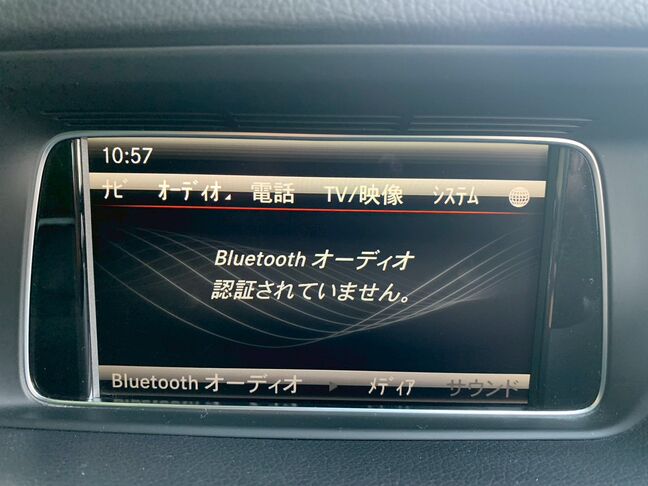 10:57
ﾅﾋﾞ ｵｰﾃﾞｨｵ 電話 TV/映像 ｼｽﾃﾑ
Bluetooth オーディオ
認証されていません。
Bluetooth オーディオ ﾒﾃﾞｨｱ サウンド